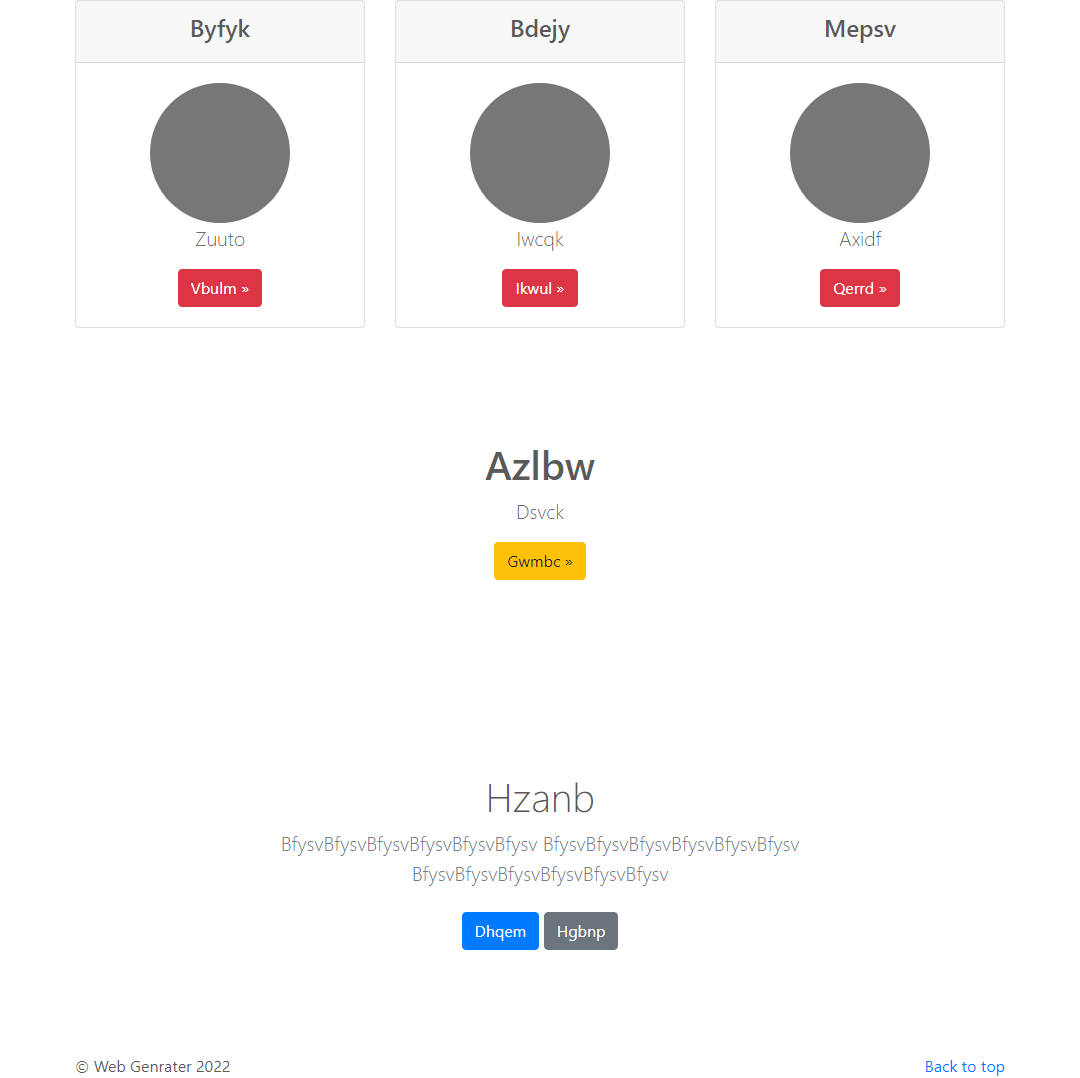 Byfyk
Bdejy
Mepsv
Zuuto
Iwcqk
Axidf
Vbulm »
Ikwul »
Qerrd »
Azlbw
Dsvck
Gwmbc »
Hzanb
BfysvBfysvBfysvBfysvBfysvBfysv BfysvBfysvBfysvBfysvBfysvBfysv
BfysvBfysvBfysvBfysvBfysvBfysv
Dhqem Hgbnp
© Web Genrater 2022
Back to top